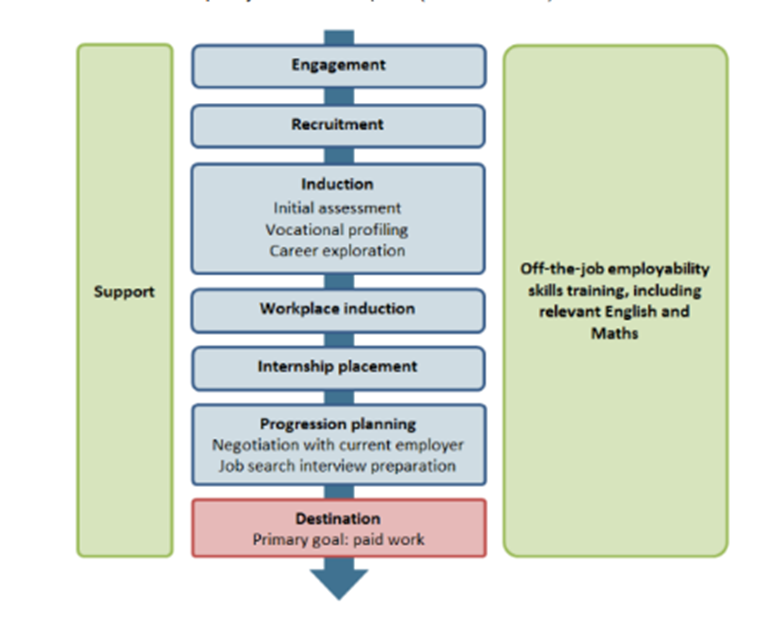 Engagement
Recruitment
Induction
Initial assessment
Vocational profiling
Career exploration
Support
Off-the-job employability
skills training, including
relevant English and
Maths
Workplace induction
Internship placement
Progression planning
Negotiation with current employer
Job search interview preparation
Destination
Primary goal: paid work